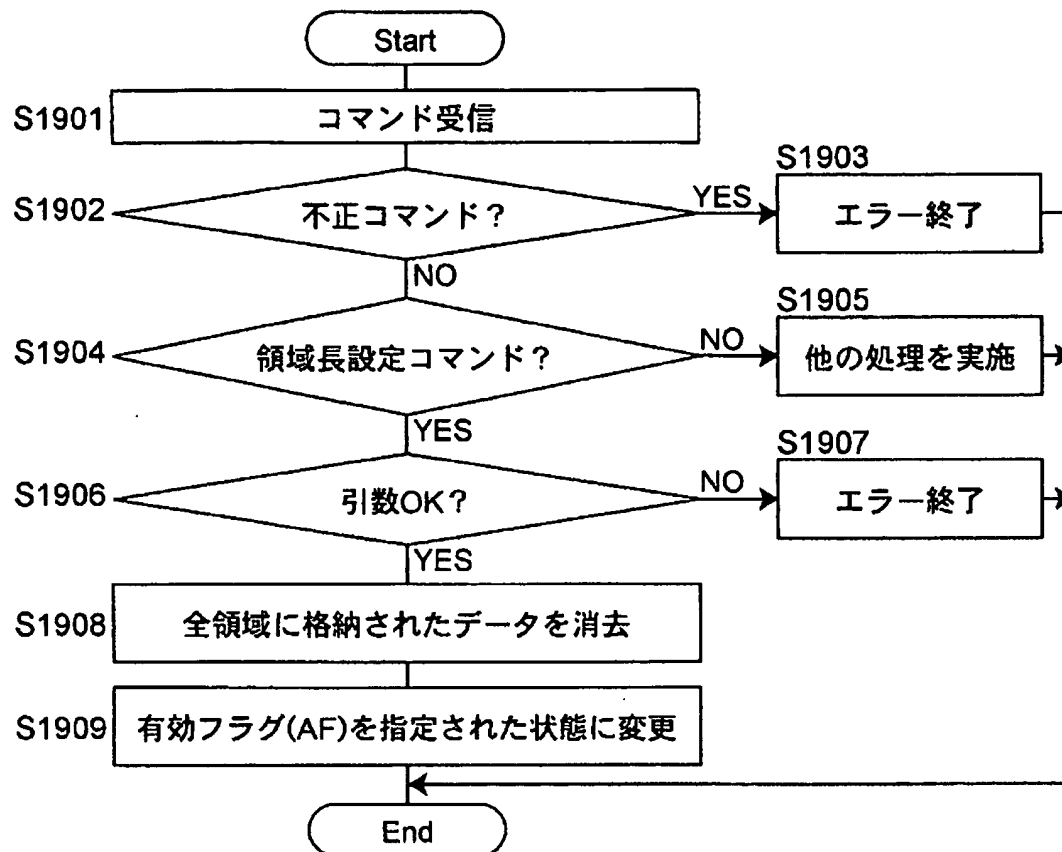 Start
S1901
コマンド受信
S1902
不正コマンド？
YES
S1903
エラー終了
NO
S1904
領域長設定コマンド？
NO
S1905
他の処理を実施
YES
S1906
引数OK？
NO
S1907
エラー終了
YES
S1908
全領域に格納されたデータを消去
S1909
有効フラグ(AF)を指定された状態に変更
End